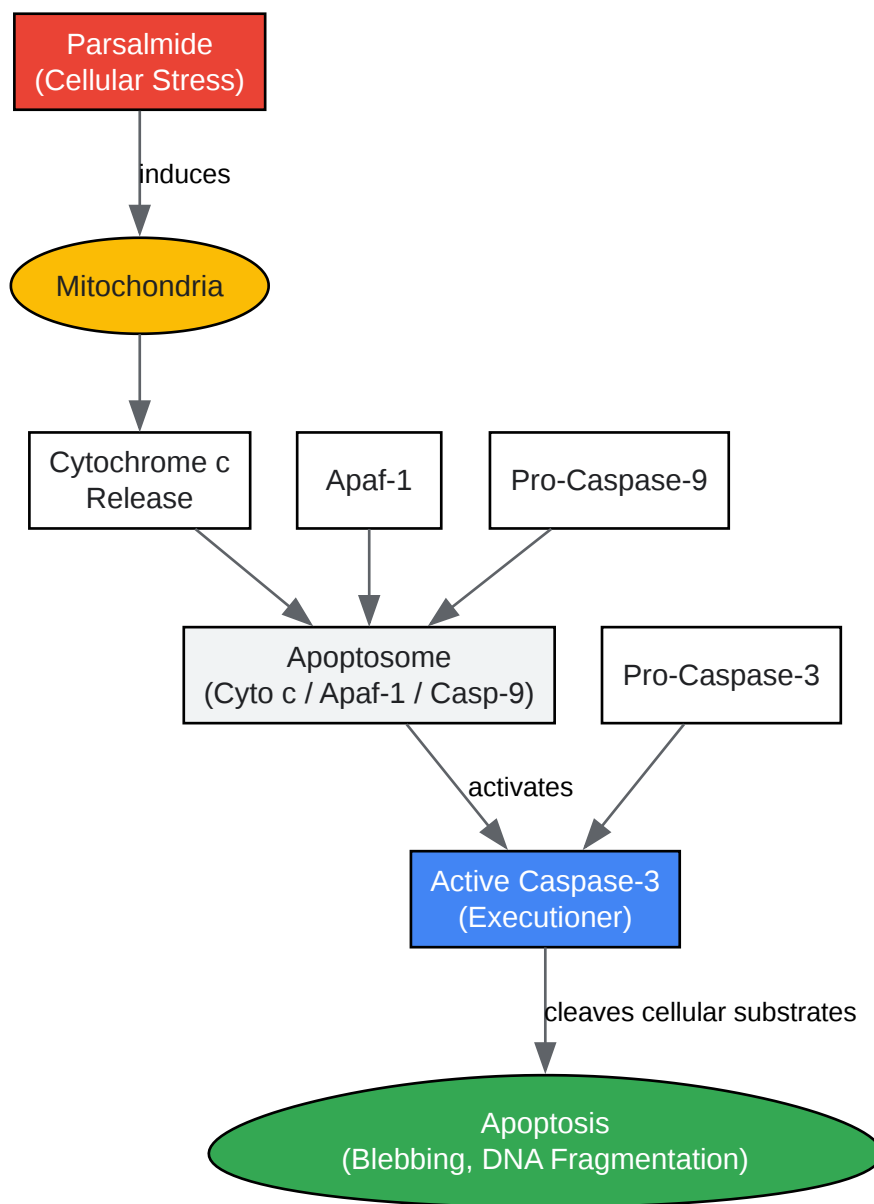 Parsalmide
(Cellular Stress)
induces
Mitochondria
Cytochrome c
Release
Apaf-1
Pro-Caspase-9
Apoptosome
(Cyto c / Apaf-1 / Casp-9)
Pro-Caspase-3
activates
Active Caspase-3
(Executioner)
cleaves cellular substrates
Apoptosis
(Blebbing, DNA Fragmentation)